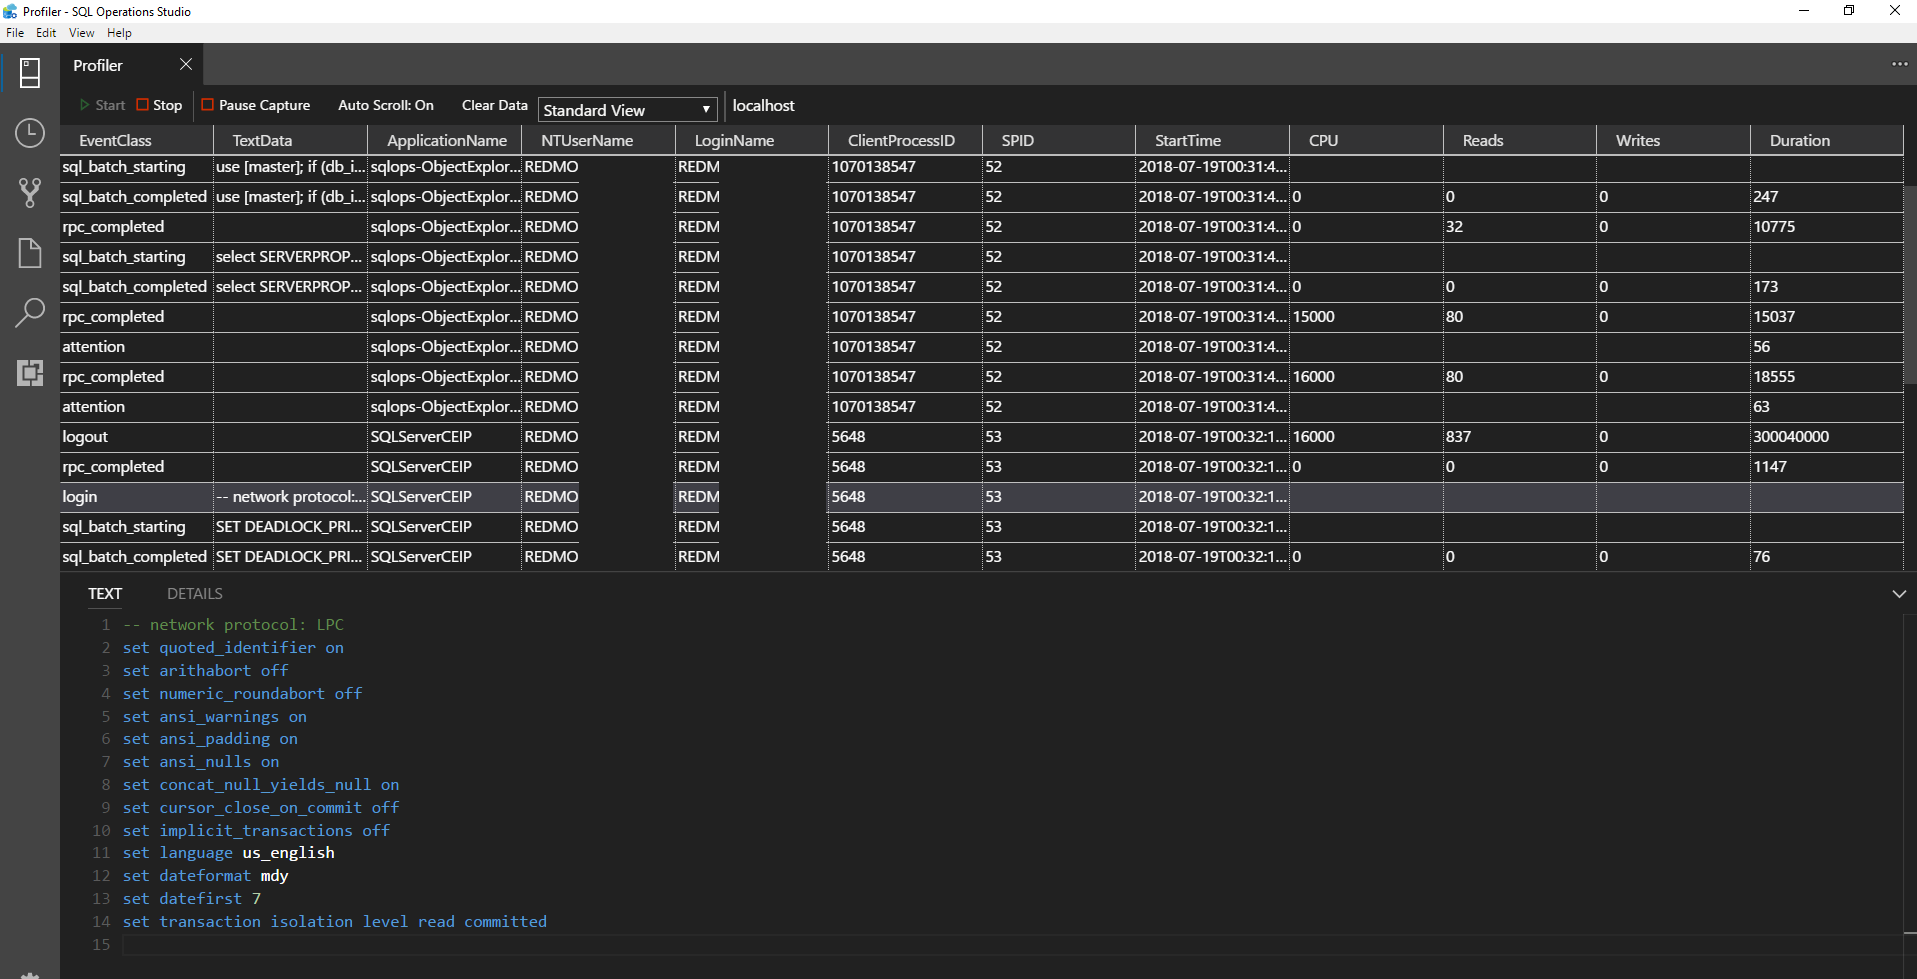 Profiler - SQL Operations Studio
File Edit View Help
Profiler
Start Stop Pause Capture Auto Scroll: On Clear Data Standard View localhost
EventClass TextData ApplicationName NTUserName LoginName ClientProcessID SPID StartTime CPU Reads Writes Duration
sql_batch_starting use [master]; if (db_i... sqlops-ObjectExplor... REDMO REDM 1070138547 52 2018-07-19T00:31:4...
sql_batch_completed use [master]; if (db_i... sqlops-ObjectExplor... REDMO REDM 1070138547 52 2018-07-19T00:31:4... 0 0 0 247
rpc_completed sqlops-ObjectExplor... REDMO REDM 1070138547 52 2018-07-19T00:31:4... 0 32 0 10775
sql_batch_starting select SERVERPROP... sqlops-ObjectExplor... REDMO REDM 1070138547 52 2018-07-19T00:31:4...
sql_batch_completed select SERVERPROP... sqlops-ObjectExplor... REDMO REDM 1070138547 52 2018-07-19T00:31:4... 0 0 0 173
rpc_completed sqlops-ObjectExplor... REDMO REDM 1070138547 52 2018-07-19T00:31:4... 15000 80 0 15037
attention sqlops-ObjectExplor... REDMO REDM 1070138547 52 2018-07-19T00:31:4... 56
rpc_completed sqlops-ObjectExplor... REDMO REDM 1070138547 52 2018-07-19T00:31:4... 16000 80 0 18555
attention sqlops-ObjectExplor... REDMO REDM 1070138547 52 2018-07-19T00:31:4... 63
logout SQLServerCEIP REDMO REDM 5648 53 2018-07-19T00:32:1... 16000 837 0 300040000
rpc_completed SQLServerCEIP REDMO REDM 5648 53 2018-07-19T00:32:1... 0 0 0 1147
login -- network protocol:... SQLServerCEIP REDMO REDM 5648 53 2018-07-19T00:32:1...
sql_batch_starting SET DEADLOCK_PRI... SQLServerCEIP REDMO REDM 5648 53 2018-07-19T00:32:1...
sql_batch_completed SET DEADLOCK_PRI... SQLServerCEIP REDMO REDM 5648 53 2018-07-19T00:32:1... 0 0 0 76
TEXT DETAILS
1 -- network protocol: LPC
2 set quoted_identifier on
3 set arithabort off
4 set numeric_roundabort off
5 set ansi_warnings on
6 set ansi_padding on
7 set ansi_nulls on
8 set concat_null_yields_null on
9 set cursor_close_on_commit off
10 set implicit_transactions off
11 set language us_english
12 set dateformat mdy
13 set datefirst 7
14 set transaction isolation level read committed
15